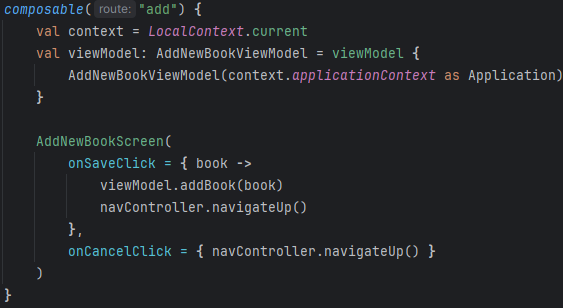 composable( route: "add") {
    val context = LocalContext.current
    val viewModel: AddNewBookViewModel = viewModel {
        AddNewBookViewModel(context.applicationContext as Application)
    }

    AddNewBookScreen(
        onSaveClick = { book ->
            viewModel.addBook(book)
            navController.navigateUp()
        },
        onCancelClick = { navController.navigateUp() }
    )
}